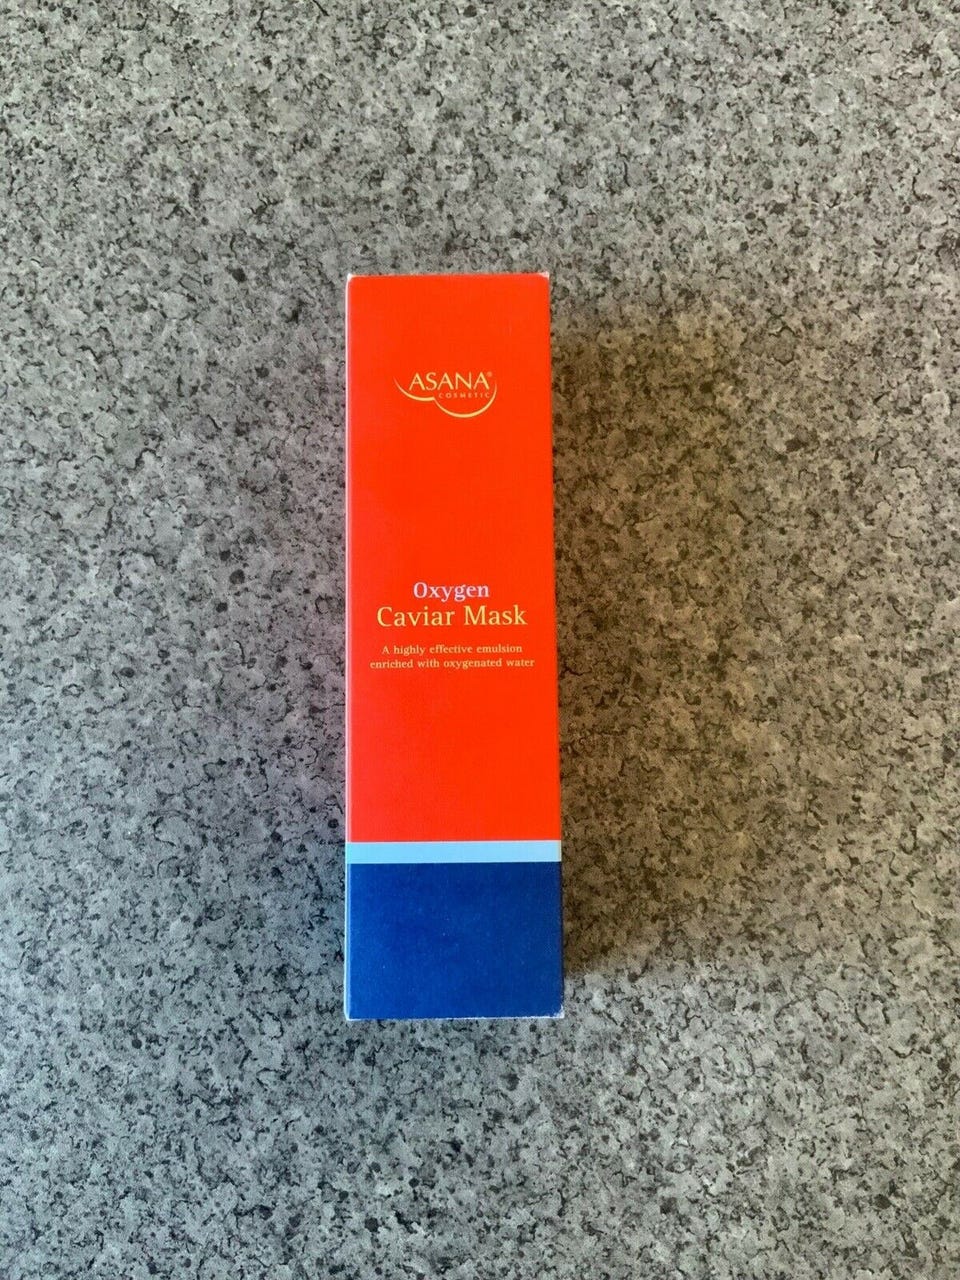 ASANA®
COSMETIC
Oxygen
Caviar Mask
A highly effective emulsion
enriched with oxygenated water